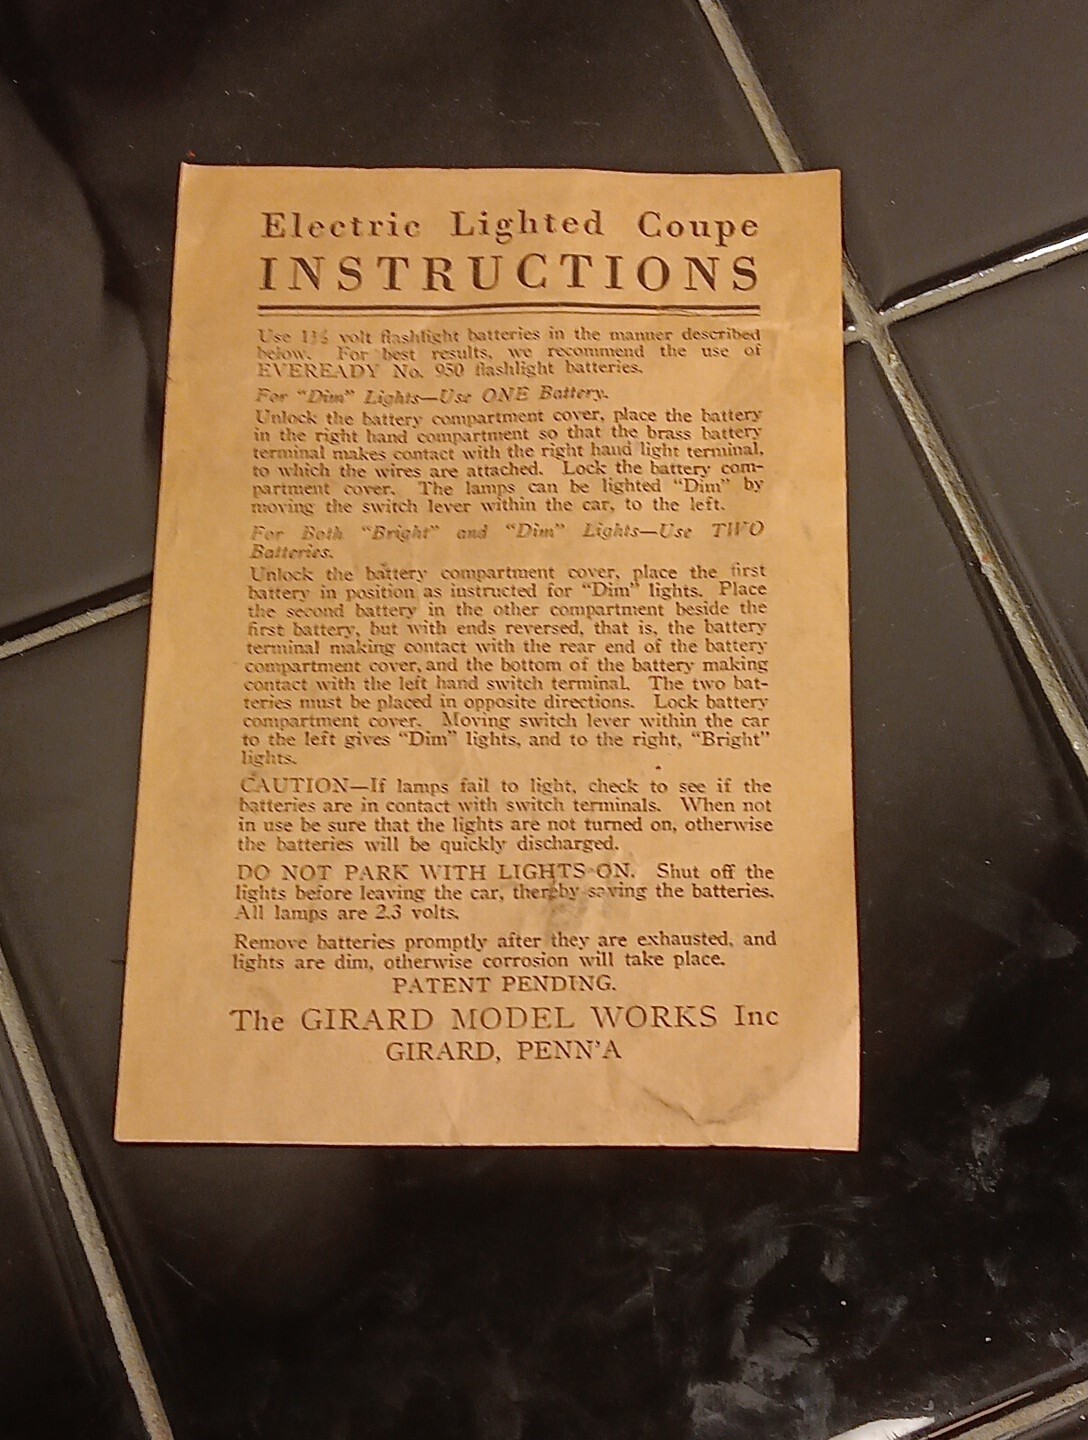 Electric Lighted Coupe
INSTRUCTIONS
Use 1½ volt flashlight batteries in the manner described
below. For best results, we recommend the use of
EVEREADY No. 950 flashlight batteries.
For "Dim" Lights—Use ONE Battery.
Unlock the battery compartment cover, place the battery
in the right hand compartment so that the brass battery
terminal makes contact with the right hand light terminal,
to which the wires are attached. Lock the battery com-
partment cover. The lamps can be lighted "Dim" by
moving the switch lever within the car, to the left.
For Both "Bright" and "Dim" Lights—Use TWO
Batteries.
Unlock the battery compartment cover, place the first
battery in position as instructed for "Dim" lights. Place
the second battery in the other compartment beside the
first battery, but with ends reversed, that is, the battery
terminal making contact with the rear end of the battery
compartment cover, and the bottom of the battery making
contact with the left hand switch terminal. The two bat-
teries must be placed in opposite directions. Lock battery
compartment cover. Moving switch lever within the car
to the left gives "Dim" lights, and to the right, "Bright"
lights.
CAUTION—If lamps fail to light, check to see if the
batteries are in contact with switch terminals. When not
in use be sure that the lights are not turned on, otherwise
the batteries will be quickly discharged.
DO NOT PARK WITH LIGHTS ON. Shut off the
lights before leaving the car, thereby saving the batteries.
All lamps are 2.3 volts.
Remove batteries promptly after they are exhausted, and
lights are dim, otherwise corrosion will take place.
PATENT PENDING.
The GIRARD MODEL WORKS Inc
GIRARD, PENN'A